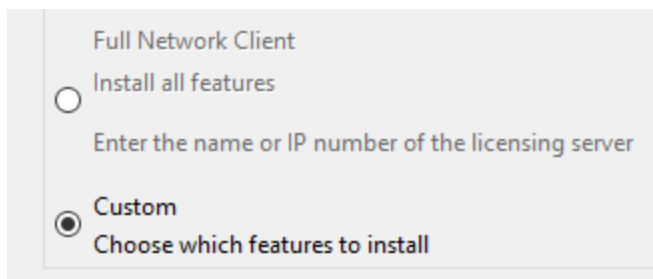 Full Network Client
Install all features
Enter the name or IP number of the licensing server
Custom
Choose which features to install